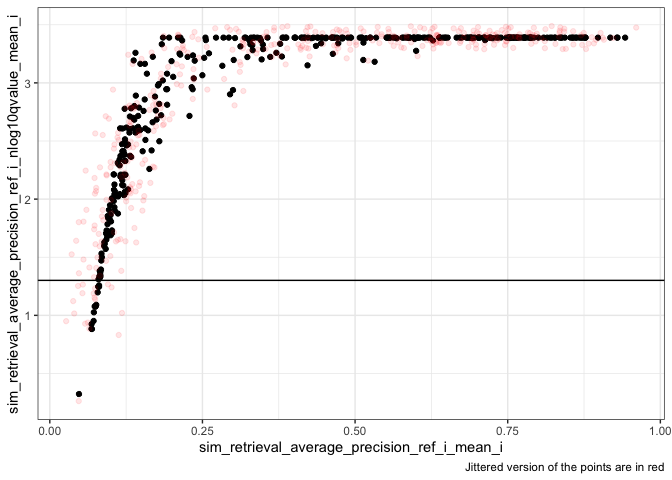 sim_retrieval_average_precision_ref_i_nlog10qvalue_mean_i
3
2
1
0.00
0.25
0.50
0.75
1.00
sim_retrieval_average_precision_ref_i_mean_i
Jittered version of the points are in red